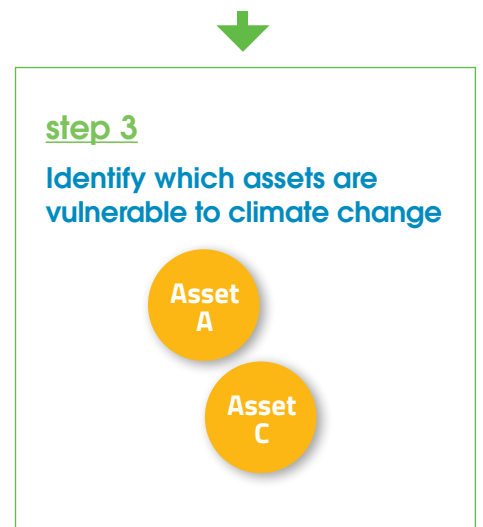 step 3
Identify which assets are
vulnerable to climate change
Asset
A
Asset
C